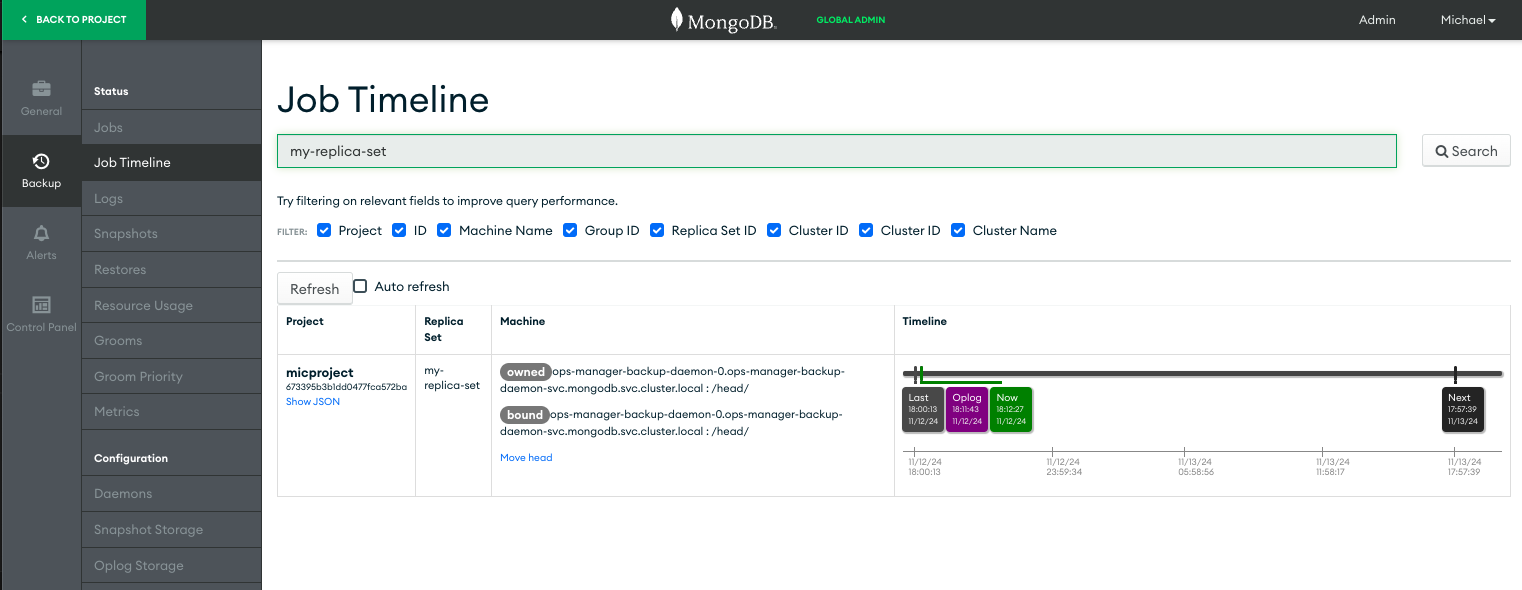 BACK TO PROJECT
MongoDB.
GLOBAL ADMIN
Admin
Michael
General
Backup
Alerts
Control Panel
Status
Jobs
Job Timeline
Logs
Snapshots
Restores
Resource Usage
Grooms
Groom Priority
Metrics
Configuration
Daemons
Snapshot Storage
Oplog Storage
Job Timeline
my-replica-set
Search
Try filtering on relevant fields to improve query performance.
FILTER: Project ID Machine Name Group ID Replica Set ID Cluster ID Cluster ID Cluster Name
Refresh Auto refresh
Project
Replica
Set
Machine
Timeline
micproject
673395b3b1dd0477fca572ba
Show JSON
my-
replica-set
owned ops-manager-backup-daemon-0.ops-manager-backup-
daemon-svc.mongodb.svc.cluster.local : /head/
bound ops-manager-backup-daemon-0.ops-manager-backup-
daemon-svc.mongodb.svc.cluster.local : /head/
Move head
Last
18:00:13
11/12/24
Oplog
18:11:43
11/12/24
Now
18:12:27
11/12/24
Next
17:57:39
11/13/24
11/12/24
18:00:13
11/12/24
23:59:34
11/13/24
05:58:56
11/13/24
11:58:17
11/13/24
17:57:39